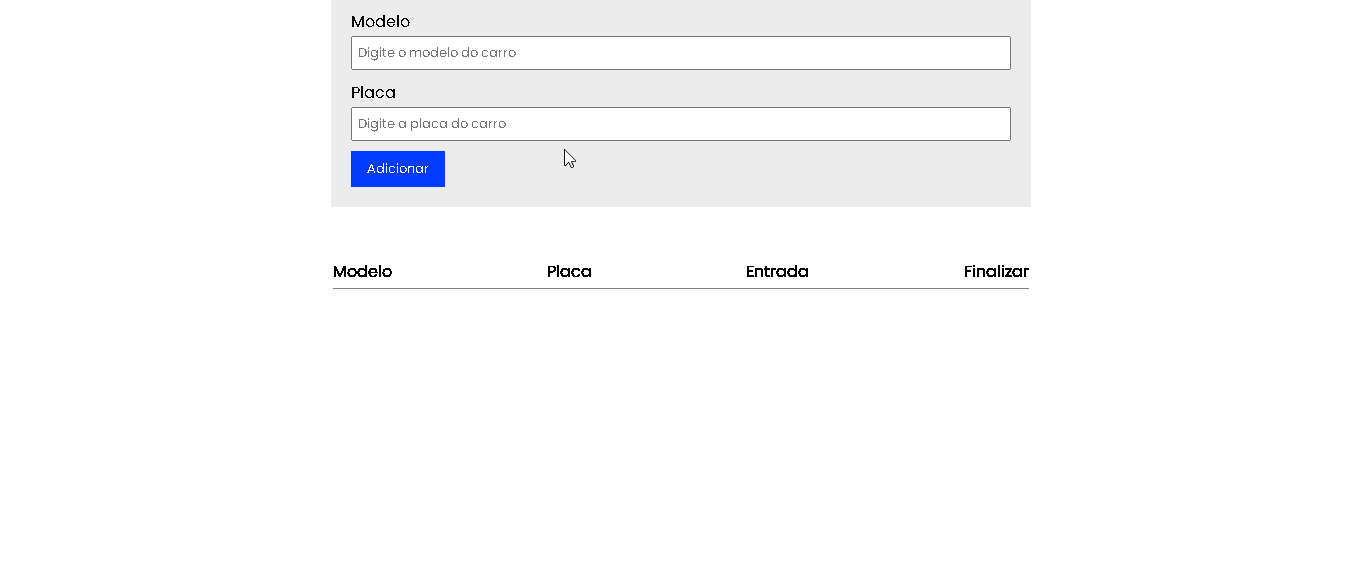 Modelo
Digite o modelo do carro
Placa
Digite a placa do carro
Adicionar
Modelo Placa Entrada Finalizar